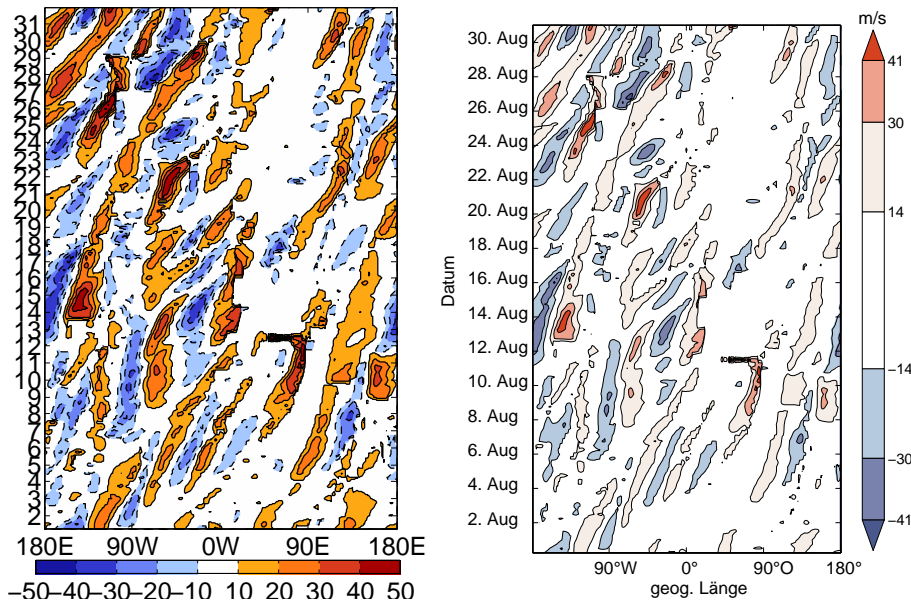 31
30
29
28
27
26
25
24
23
22
21
20
19
18
17
16
15
14
13
12
11
10
9
8
7
6
5
4
3
2
180E 90W 0W 90E 180E
−50 −40 −30 −20 −10 10 20 30 40 50
Datum
30. Aug
28. Aug
26. Aug
24. Aug
22. Aug
20. Aug
18. Aug
16. Aug
14. Aug
12. Aug
10. Aug
8. Aug
6. Aug
4. Aug
2. Aug
90°W 0° 90°O 180°
geog. Länge
m/s
41
30
14
−14
−30
−41